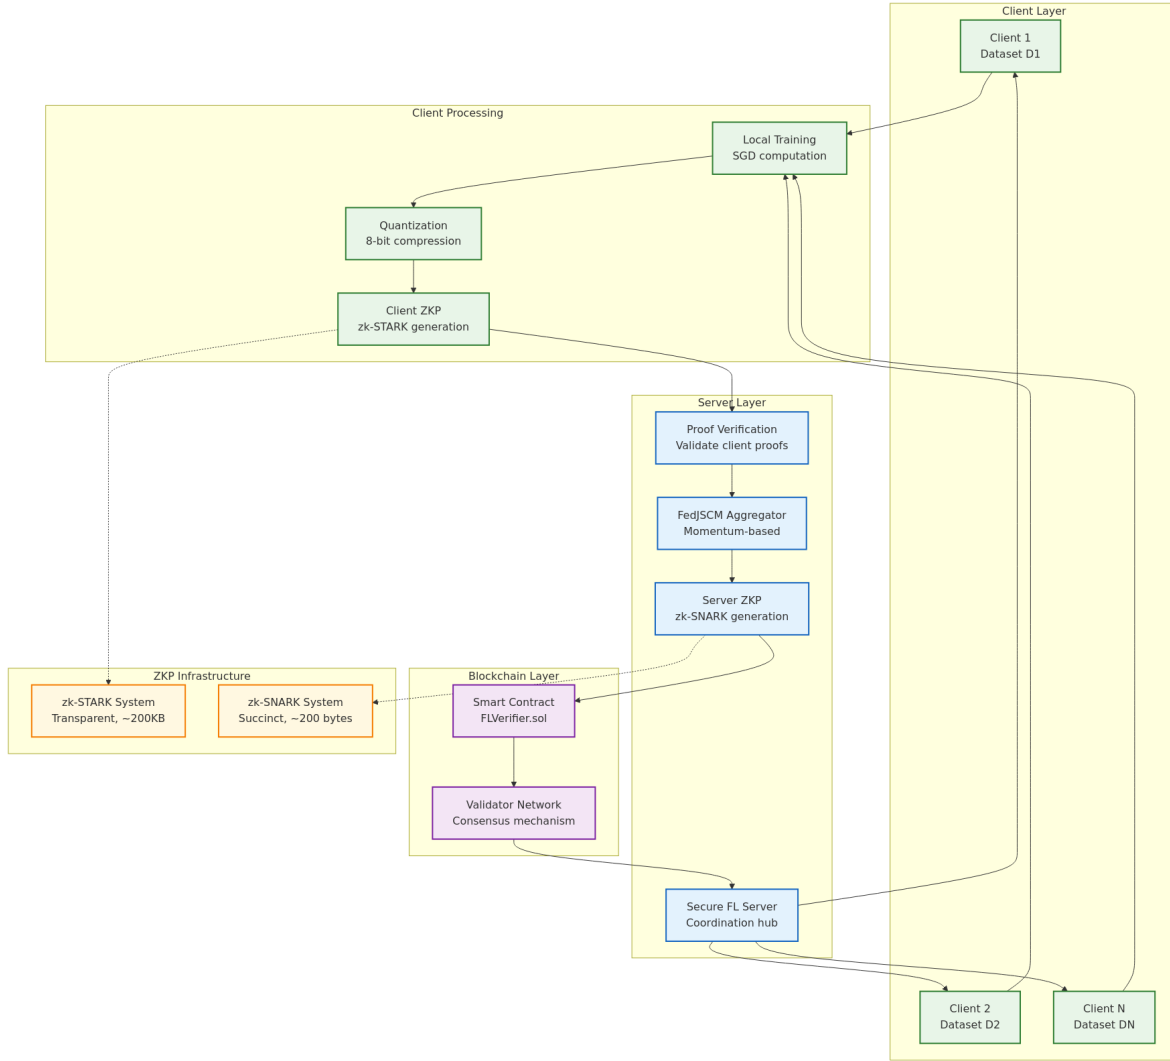 Client Layer
Client 1
Dataset D1
Client Processing
Local Training
SGD computation
Quantization
8-bit compression
Client ZKP
zk-STARK generation
Server Layer
Proof Verification
Validate client proofs
FedJSCM Aggregator
Momentum-based
Server ZKP
zk-SNARK generation
ZKP Infrastructure
zk-STARK System
Transparent, ~200KB
zk-SNARK System
Succinct, ~200 bytes
Blockchain Layer
Smart Contract
FLVerifier.sol
Validator Network
Consensus mechanism
Secure FL Server
Coordination hub
Client 2
Dataset D2
Client N
Dataset DN